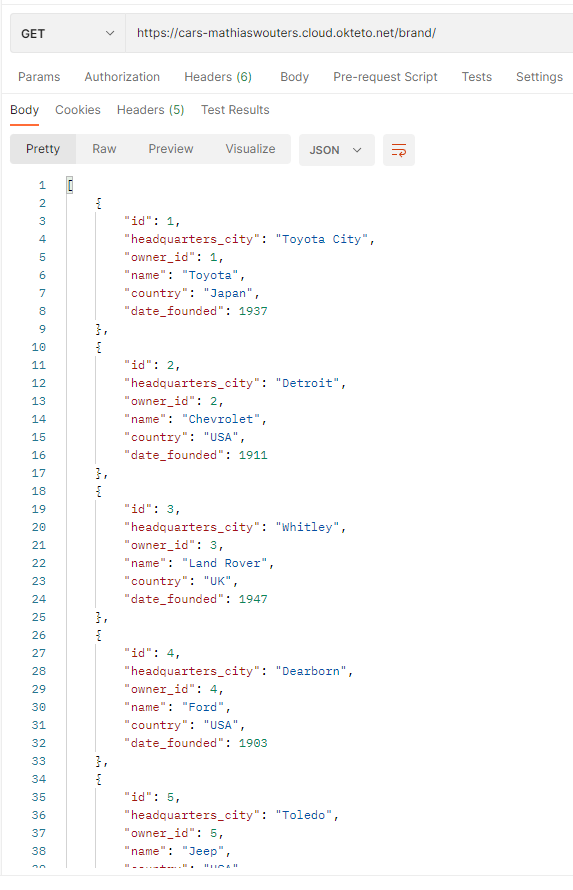 GET https://cars-mathiaswouters.cloud.okteto.net/brand/
Params Authorization Headers (6) Body Pre-request Script Tests Settings
Body Cookies Headers (5) Test Results
Pretty Raw Preview Visualize JSON
1 [
2 {
3 "id": 1,
4 "headquarters_city": "Toyota City",
5 "owner_id": 1,
6 "name": "Toyota",
7 "country": "Japan",
8 "date_founded": 1937
9 },
10 {
11 "id": 2,
12 "headquarters_city": "Detroit",
13 "owner_id": 2,
14 "name": "Chevrolet",
15 "country": "USA",
16 "date_founded": 1911
17 },
18 {
19 "id": 3,
20 "headquarters_city": "Whitley",
21 "owner_id": 3,
22 "name": "Land Rover",
23 "country": "UK",
24 "date_founded": 1947
25 },
26 {
27 "id": 4,
28 "headquarters_city": "Dearborn",
29 "owner_id": 4,
30 "name": "Ford",
31 "country": "USA",
32 "date_founded": 1903
33 },
34 {
35 "id": 5,
36 "headquarters_city": "Toledo",
37 "owner_id": 5,
38 "name": "Jeep",
39 "country": "USA"